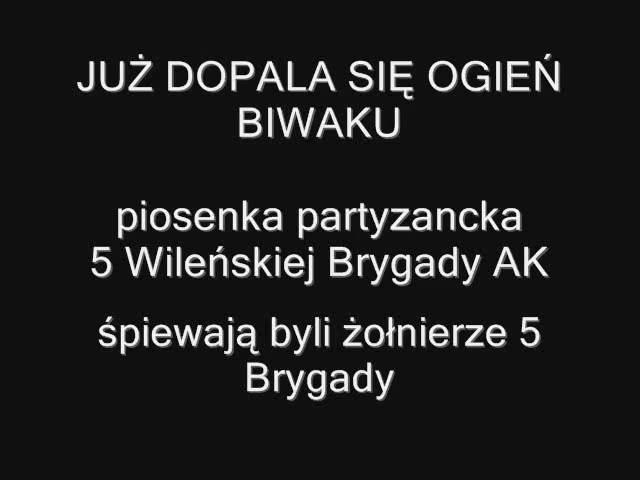 JUŻ DOPALA SIĘ OGIEŃ
BIWAKU
piosenka partyzancka
5 Wileńskiej Brygady AK
śpiewają byli żołnierze 5
Brygady